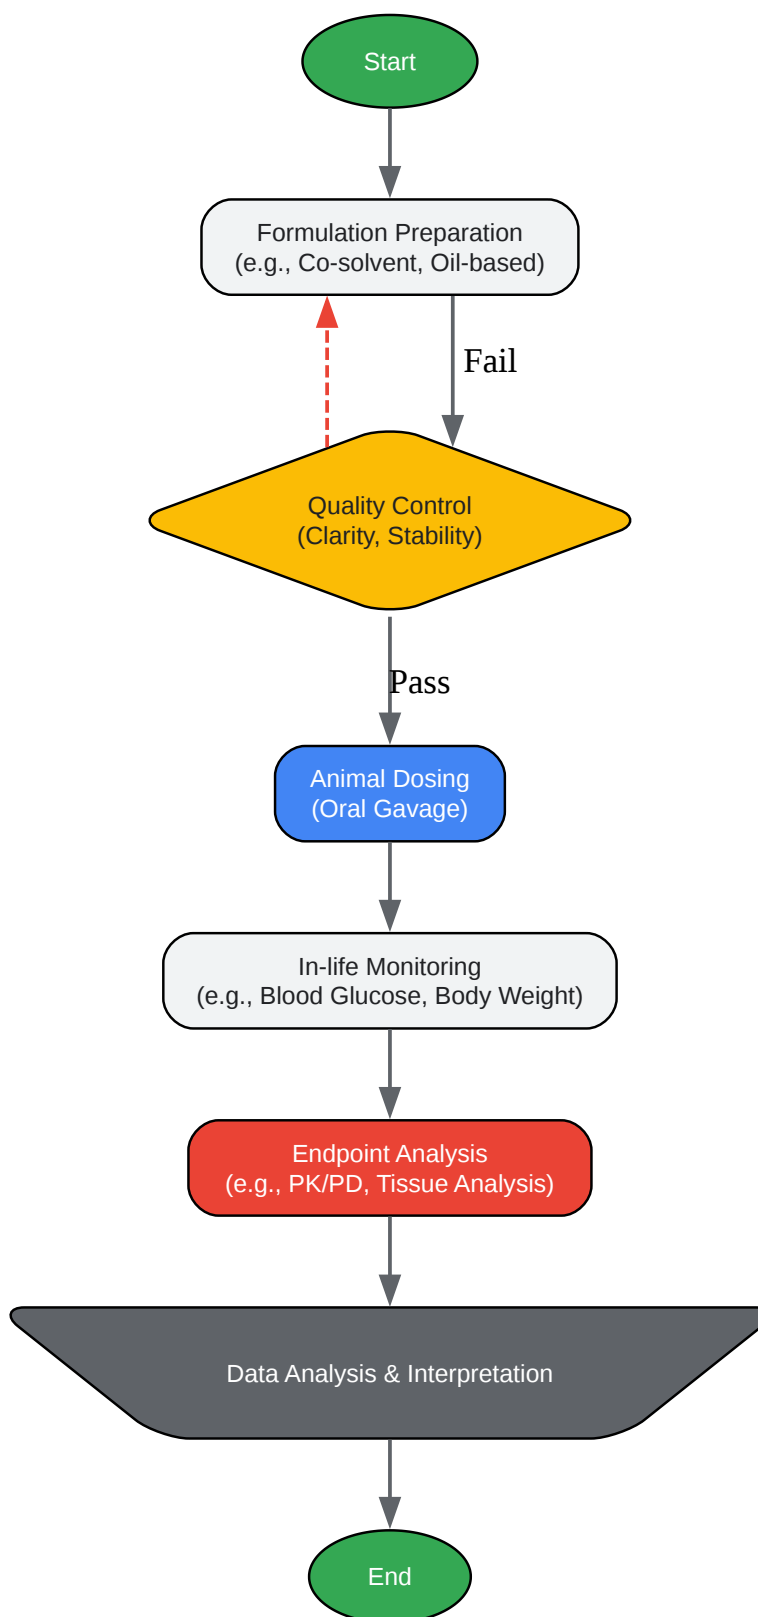 Start
Formulation Preparation
(e.g., Co-solvent, Oil-based)
Fail
Quality Control
(Clarity, Stability)
Pass
Animal Dosing
(Oral Gavage)
In-life Monitoring
(e.g., Blood Glucose, Body Weight)
Endpoint Analysis
(e.g., PK/PD, Tissue Analysis)
Data Analysis & Interpretation
End